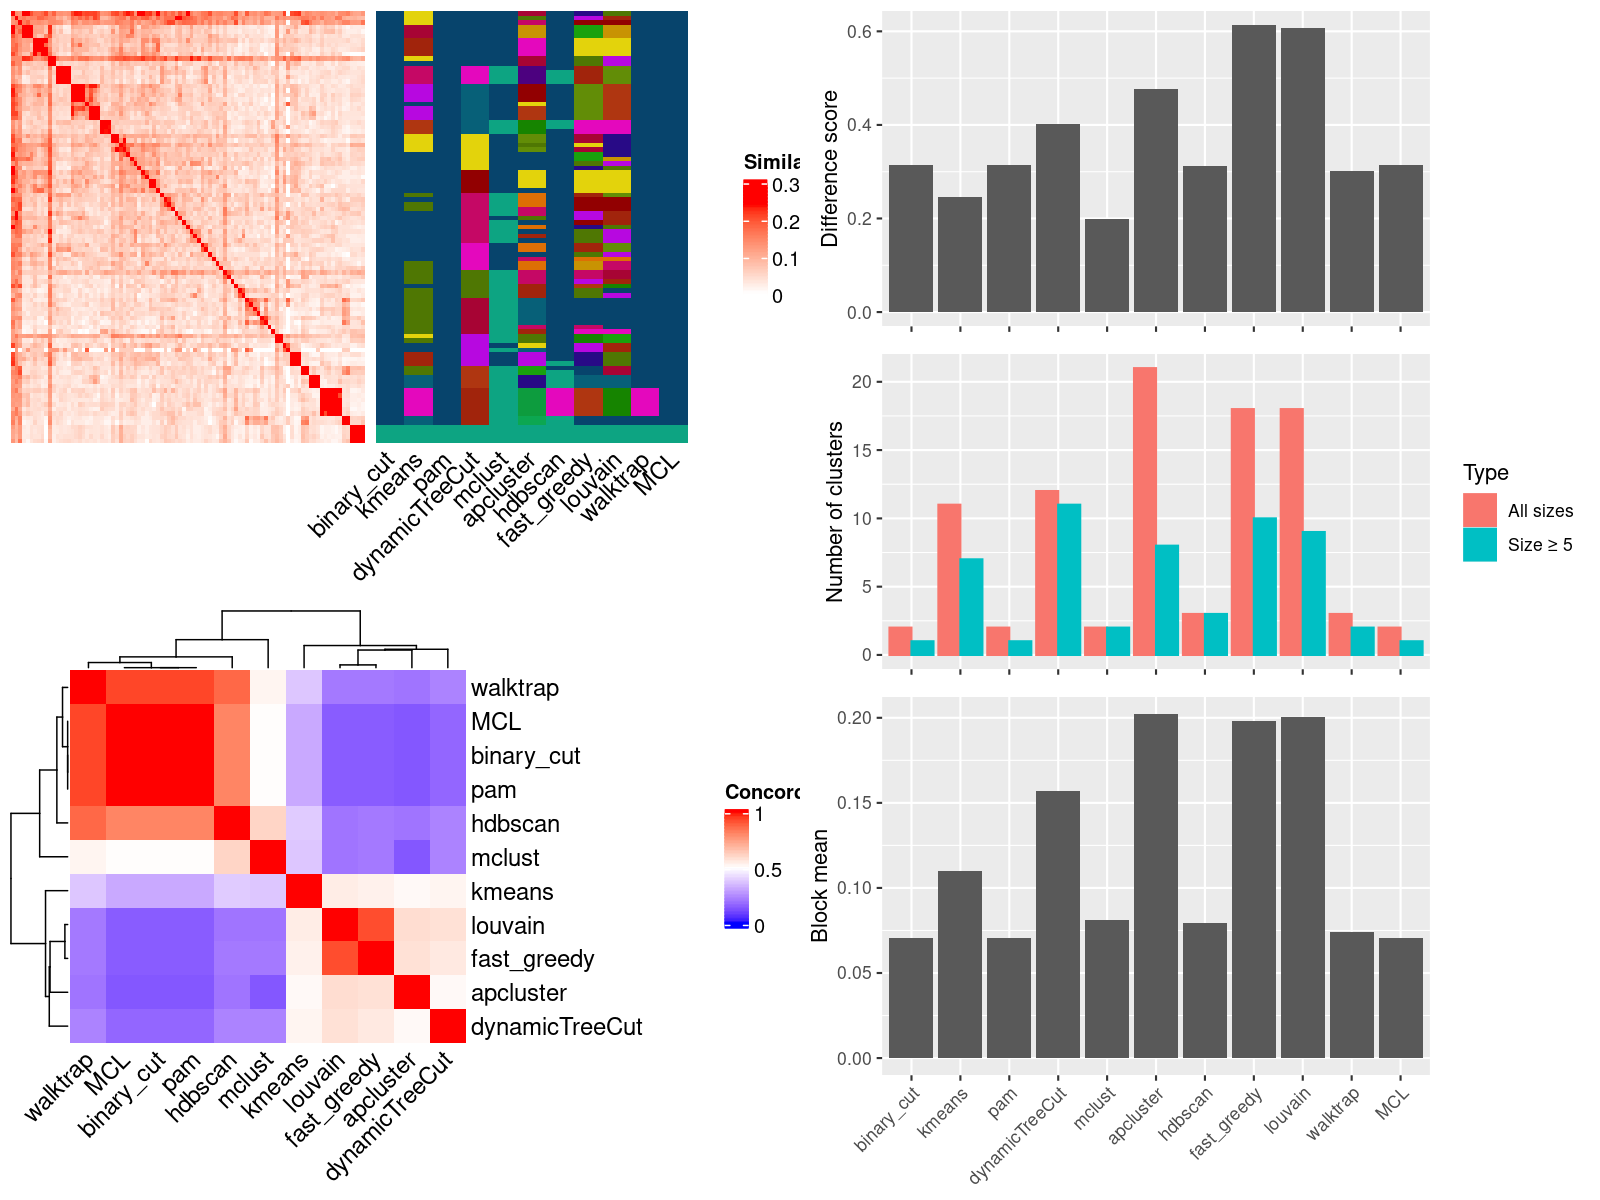 Simila
0.3
0.2
0.1
0
binary_cut
kmeans
pam
dynamicTreeCut
mclust
apcluster
hdbscan
fast_greedy
louvain
walktrap
MCL
walktrap
MCL
binary_cut
pam
hdbscan
mclust
kmeans
louvain
fast_greedy
apcluster
dynamicTreeCut
Concord
1
0.5
0
walktrap
MCL
binary_cut
pam
hdbscan
mclust
kmeans
louvain
fast_greedy
apcluster
dynamicTreeCut
Difference score
0.6
0.4
0.2
0.0
Number of clusters
20
15
10
5
0
Type
All sizes
Size ≥ 5
Block mean
0.20
0.15
0.10
0.05
0.00
binary_cut
kmeans
pam
dynamicTreeCut
mclust
apcluster
hdbscan
fast_greedy
louvain
walktrap
MCL